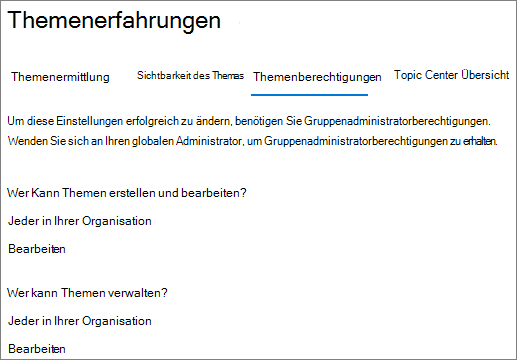 Themenerfahrungen
Themenermittlung Sichtbarkeit des Themas Themenberechtigungen Topic Center Übersicht
Um diese Einstellungen erfolgreich zu ändern, benötigen Sie Gruppenadministratorberechtigungen.
Wenden Sie sich an Ihren globalen Administrator, um Gruppenadministratorberechtigungen zu erhalten.
Wer Kann Themen erstellen und bearbeiten?
Jeder in Ihrer Organisation
Bearbeiten
Wer kann Themen verwalten?
Jeder in Ihrer Organisation
Bearbeiten